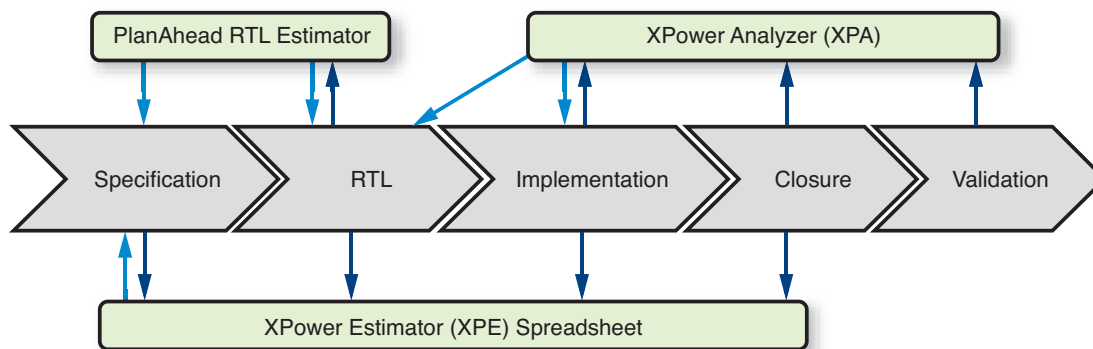 PlanAhead RTL Estimator
XPower Analyzer (XPA)
Specification
RTL
Implementation
Closure
Validation
XPower Estimator (XPE) Spreadsheet